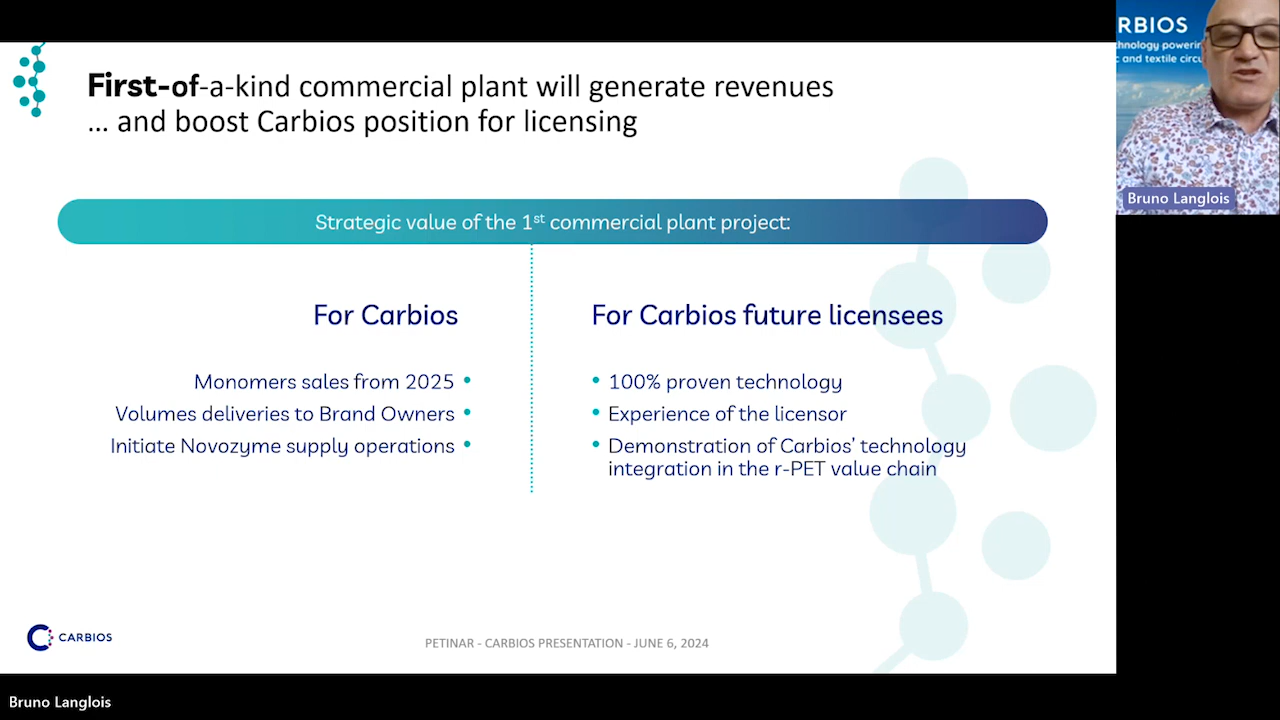 First-of-a-kind commercial plant will generate revenues
... and boost Carbios position for licensing
Strategic value of the 1st commercial plant project:
For Carbios
Monomers sales from 2025 •
Volumes deliveries to Brand Owners •
Initiate Novozyme supply operations •
For Carbios future licensees
• 100% proven technology
• Experience of the licensor
• Demonstration of Carbios’ technology
integration in the r-PET value chain
CARBIOS
PETINAR - CARBIOS PRESENTATION - JUNE 6, 2024
RBIOS
hnology powerin
c and textile circu
Bruno Langlois
Bruno Langlois